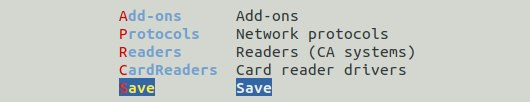 Add-ons Add-ons
Protocols Network protocols
Readers Readers (CA systems)
CardReaders Card reader drivers
Save Save